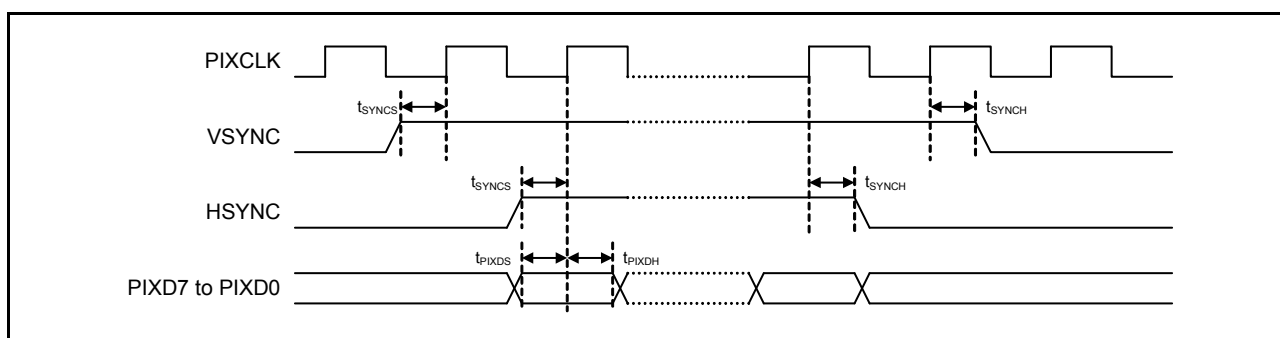 PIXCLK
tSYNCS
tSYNCH
VSYNC
tSYNCS
tSYNCH
HSYNC
tPIXDS
tPIXDH
PIXD7 to PIXD0